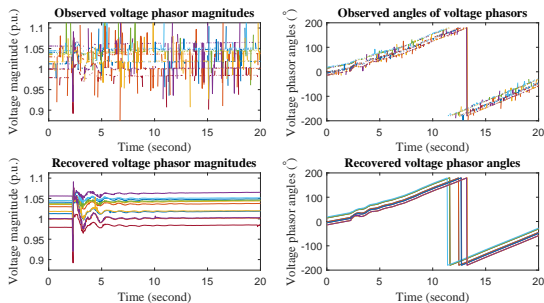 Observed voltage phasor magnitudes
Voltage magnitude (p.u.)
1.1
1.05
1
0.95
0.9
0 5 10 15 20
Time (second)
Observed angles of voltage phasors
Voltage phasor angles (°)
200
100
0
-100
-200
0 5 10 15 20
Time (second)
Recovered voltage phasor magnitudes
Voltage magnitude (p.u.)
1.1
1.05
1
0.95
0.9
0 5 10 15 20
Time (second)
Recovered voltage phasor angles
Voltage phasor angles (°)
200
100
0
-100
-200
0 5 10 15 20
Time (second)